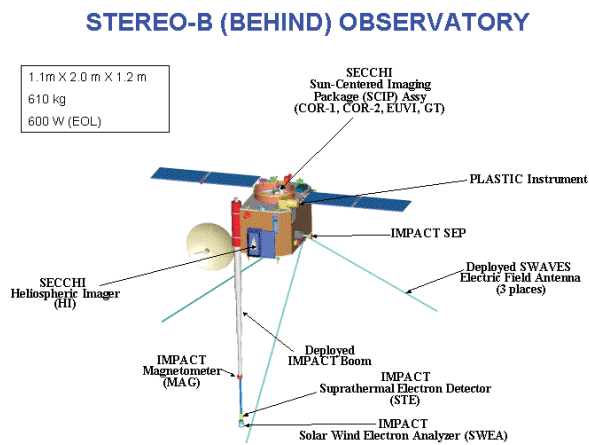 STEREO-B (BEHIND) OBSERVATORY
1.1m X 2.0 m X 1.2 m
610 kg
600 W (EOL)
SECCHI
Sun-Centered Imaging
Package (SCIP) Assy
(COR-1, COR-2, EUVI, GT)
PLASTIC Instrument
IMPACT SEP
Deployed SWAVES
Electric Field Antenna
(3 places)
SECCHI
Heliospheric Imager
(HI)
Deployed
IMPACT Boom
IMPACT
Magnetometer
(MAG)
IMPACT
Suprathermal Electron Detector
(STE)
IMPACT
Solar Wind Electron Analyzer (SWEA)